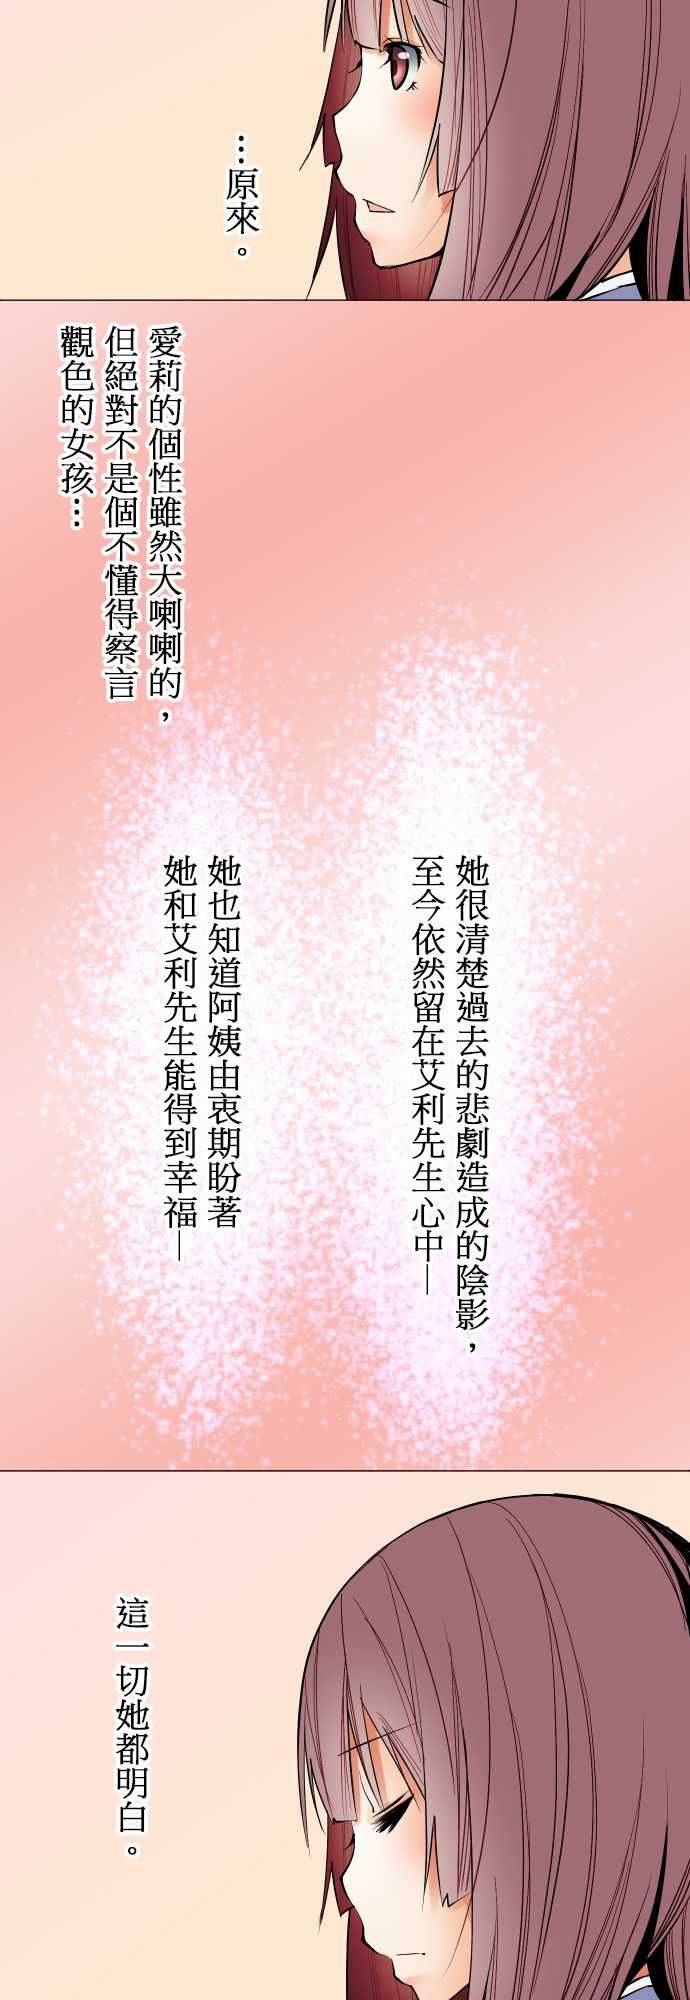 …原來。
愛莉的個性雖然大喇喇的，
但絕對不是個不懂得察言
觀色的女孩…
她很清楚過去的悲劇造成的陰影，
至今依然留在艾利先生心中—
她也知道阿姨由衷期盼著
她和艾利先生能得到幸福—
這一切她都明白。